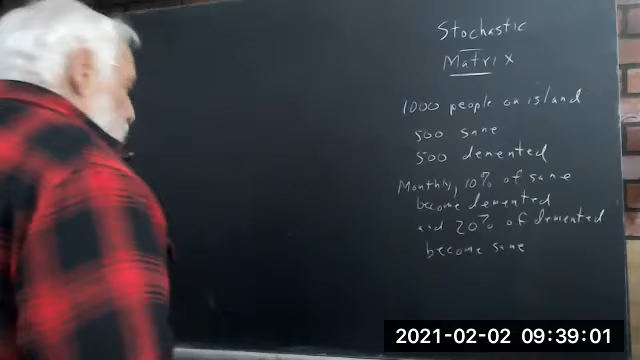 Stochastic
Matrix
1000 people on island
500 sane
500 demented
Monthly, 10% of sane
become demented
and 20% of demented
become sane
2021-02-02 09:39:01